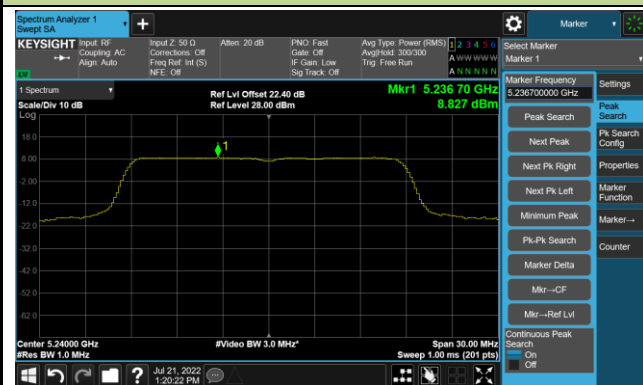 Spectrum Analyzer 1
Swept SA
+
Marker
KEYSIGHT
Input: RF
Coupling: AC
Align: Auto
Input Z: 50 Ω
Corrections: Off
Freq Ref: Int (S)
NFE: Off
Atten: 20 dB
PNO: Fast
Gate: Off
IF Gain: Low
Sig Track: Off
Avg Type: Power (RMS)
Avg|Hold: 300/300
Trig: Free Run
1 2 3 4 5 6
A W W W W W
A N N N N N
Select Marker
Marker 1
1 Spectrum
Scale/Div 10 dB
Log
Ref Lvl Offset 22.40 dB
Ref Level 28.00 dBm
Mkr1 5.236 70 GHz
8.827 dBm
18.0
8.00
-2.00
-12.0
-22.0
-32.0
-42.0
-52.0
-62.0
1
Center 5.24000 GHz
#Res BW 1.0 MHz
#Video BW 3.0 MHz*
Span 30.00 MHz
Sweep 1.00 ms (201 pts)
Marker Frequency
5.236700000 GHz
Peak Search
Next Peak
Next Pk Right
Next Pk Left
Minimum Peak
Pk-Pk Search
Marker Delta
Mkr→CF
Mkr→Ref Lvl
Continuous Peak
Search
On
Off
Settings
Peak
Search
Pk Search
Config
Properties
Marker
Function
Marker→
Counter
?
Jul 21, 2022
1:20:22 PM